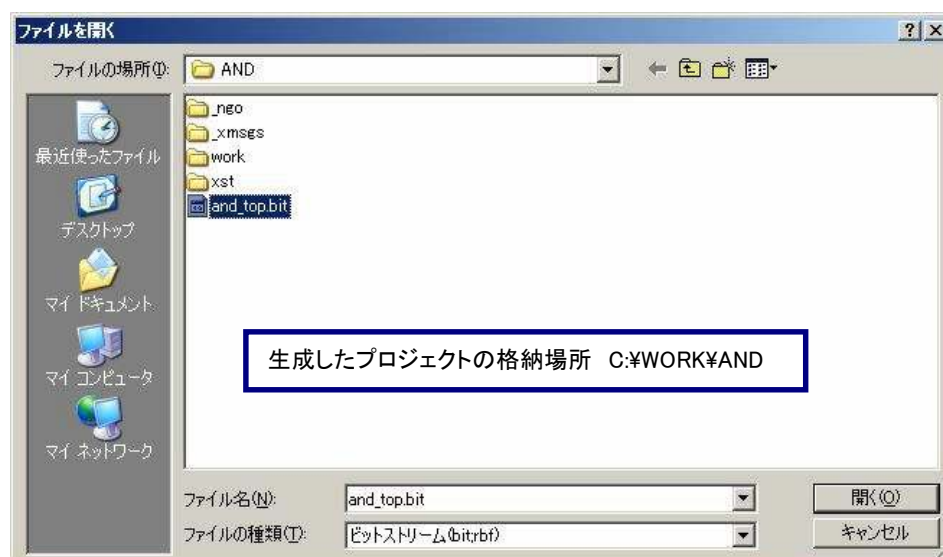 ファイルを開く
ファイルの場所(I):
AND
_ngo
_xmsgs
work
xst
and_top.bit
最近使ったファイル
デスクトップ
マイ ドキュメント
マイ コンピュータ
マイ ネットワーク
生成したプロジェクトの格納場所 C:¥WORK¥AND
ファイル名(N):
and_top.bit
開く(O)
ファイルの種類(T):
ビットストリーム(bit;rbf)
キャンセル